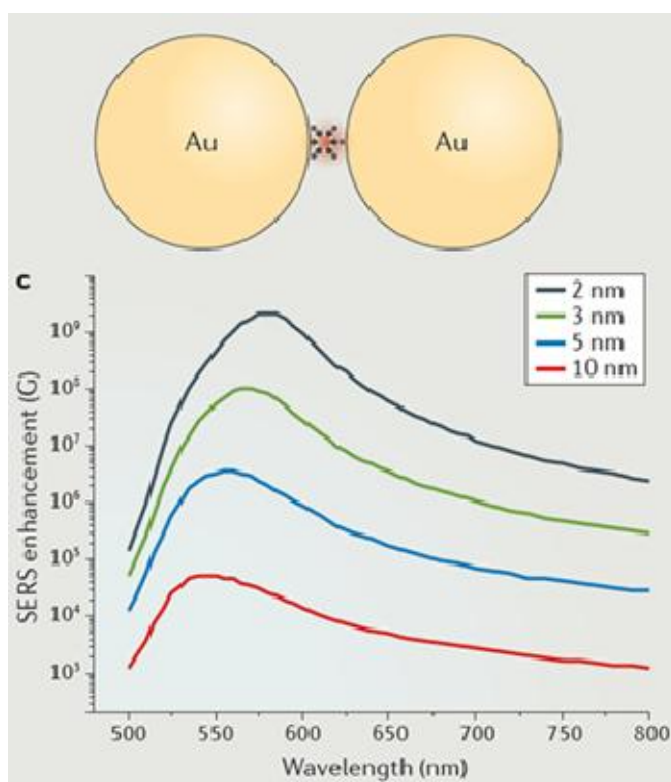 Au Au
c
2 nm
3 nm
5 nm
10 nm
SERS enhancement (G)
10⁹
10⁸
10⁷
10⁶
10⁵
10⁴
10³
500 550 600 650 700 750 800
Wavelength (nm)